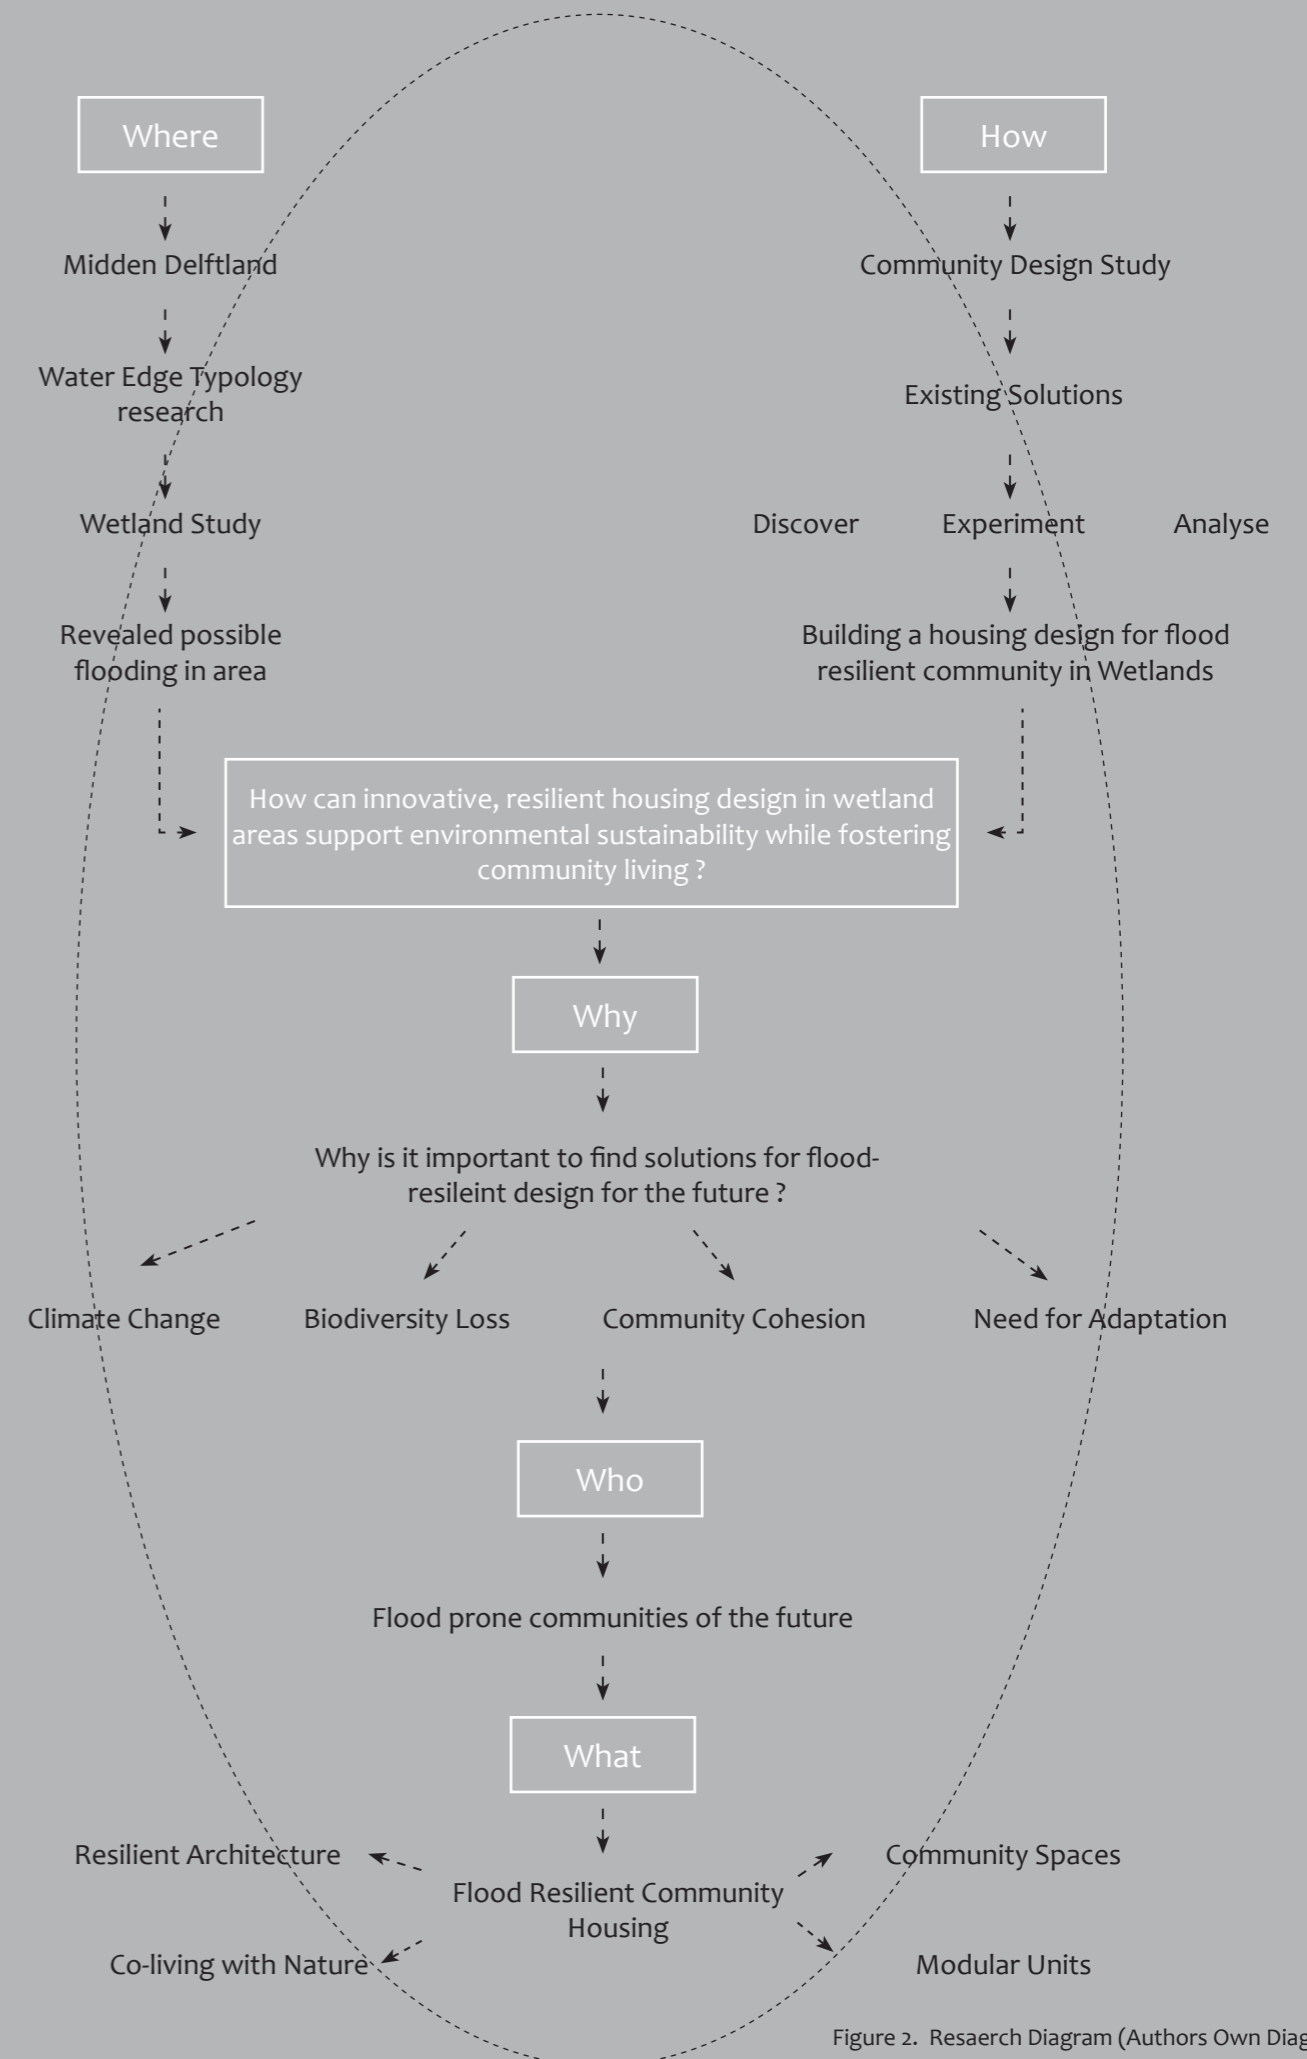 Where
How
Midden Delftland
Community Design Study
Water Edge Typology
research
Existing Solutions
Wetland Study
Discover
Experiment
Analyse
Revealed possible
flooding in area
Building a housing design for flood
resilient community in Wetlands
How can innovative, resilient housing design in wetland
areas support environmental sustainability while fostering
community living ?
Why
Why is it important to find solutions for flood-
resileint design for the future ?
Climate Change
Biodiversity Loss
Community Cohesion
Need for Adaptation
Who
Flood prone communities of the future
What
Resilient Architecture
Community Spaces
Flood Resilient Community
Housing
Co-living with Nature
Modular Units
Figure 2. Resaerch Diagram (Authors Own Diag